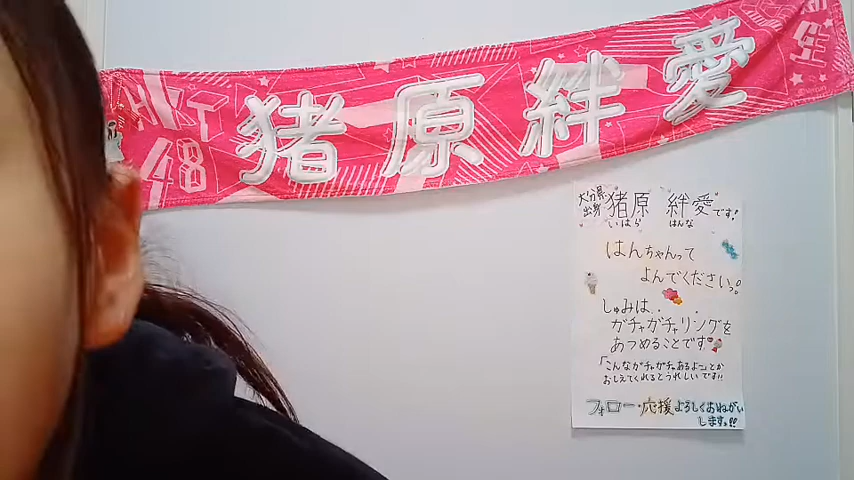 HKT48
猪原絆愛
HKT
大分県出身 猪原 絆愛です!
いはら はんな
はんちゃんって
よんでくださいっ。
しゅみは、、
ガチャガチャリングを
あつめることです
「こんなガチャガチャあるよ〜」とか
おしえてくれるとうれしいです!!
フォロー・応援よろしくおねがい
します。!!